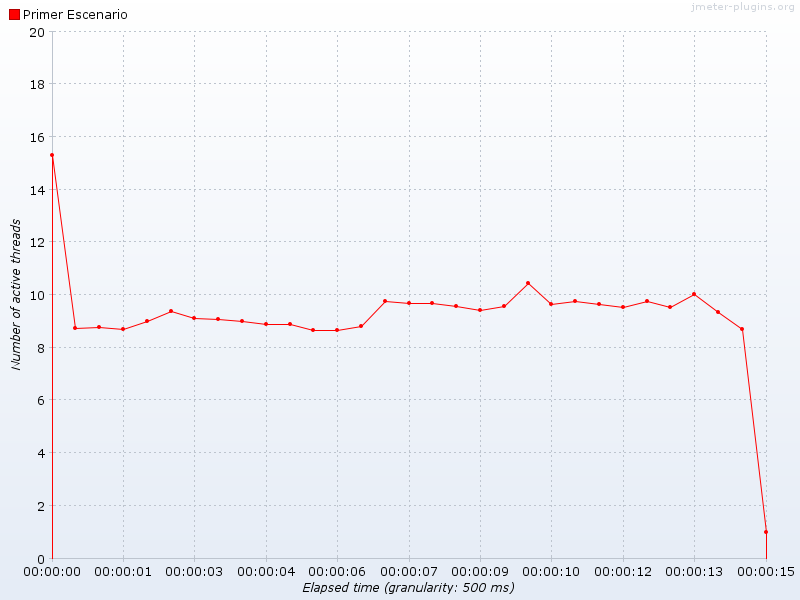 jmeter-plugins.org
Primer Escenario
20
18
16
14
12
10
8
6
4
2
0
Number of active threads
00:00:00 00:00:01 00:00:03 00:00:04 00:00:06 00:00:07 00:00:09 00:00:10 00:00:12 00:00:13 00:00:15
Elapsed time (granularity: 500 ms)